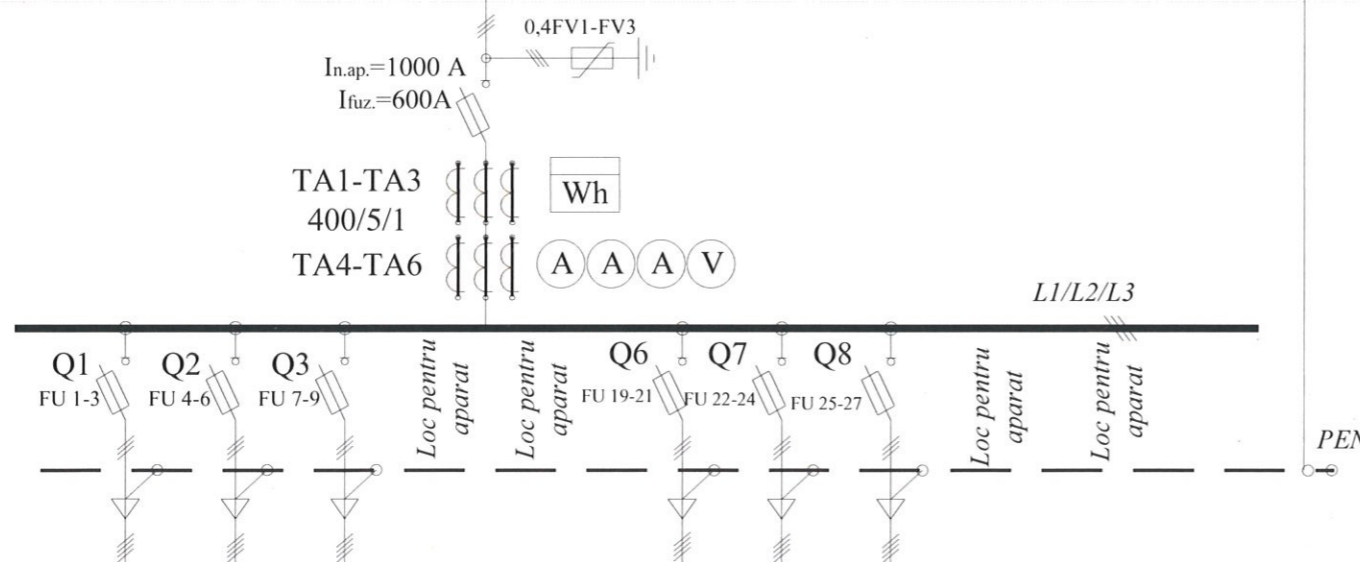 0,4FV1-FV3
In.ap.=1000 A
Ifuz.=600A
TA1-TA3
400/5/1
Wh
TA4-TA6
A A A V
L1/L2/L3
Q1
FU 1-3
Q2
FU 4-6
Q3
FU 7-9
Loc pentru
aparat
Loc pentru
aparat
Q6
FU 19-21
Q7
FU 22-24
Q8
FU 25-27
Loc pentru
aparat
Loc pentru
aparat
PEN